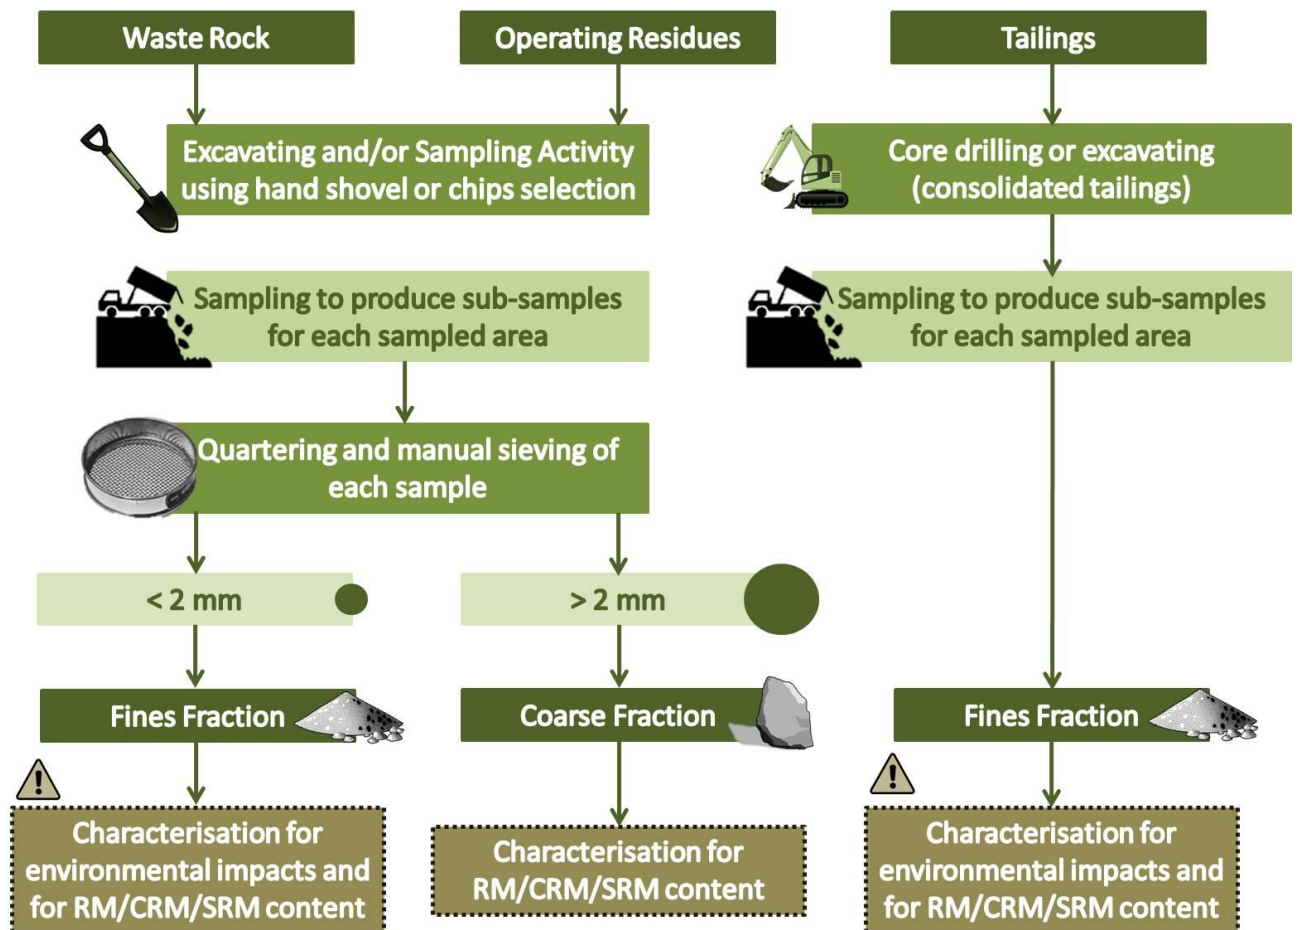 Waste Rock
Operating Residues
Tailings
Excavating and/or Sampling Activity
using hand shovel or chips selection
Core drilling or excavating
(consolidated tailings)
Sampling to produce sub-samples
for each sampled area
Sampling to produce sub-samples
for each sampled area
Quartering and manual sieving of
each sample
< 2 mm
> 2 mm
Fines Fraction
Coarse Fraction
Fines Fraction
!
!
Characterisation for
environmental impacts and
for RM/CRM/SRM content
Characterisation for
RM/CRM/SRM content
Characterisation for
environmental impacts and
for RM/CRM/SRM content